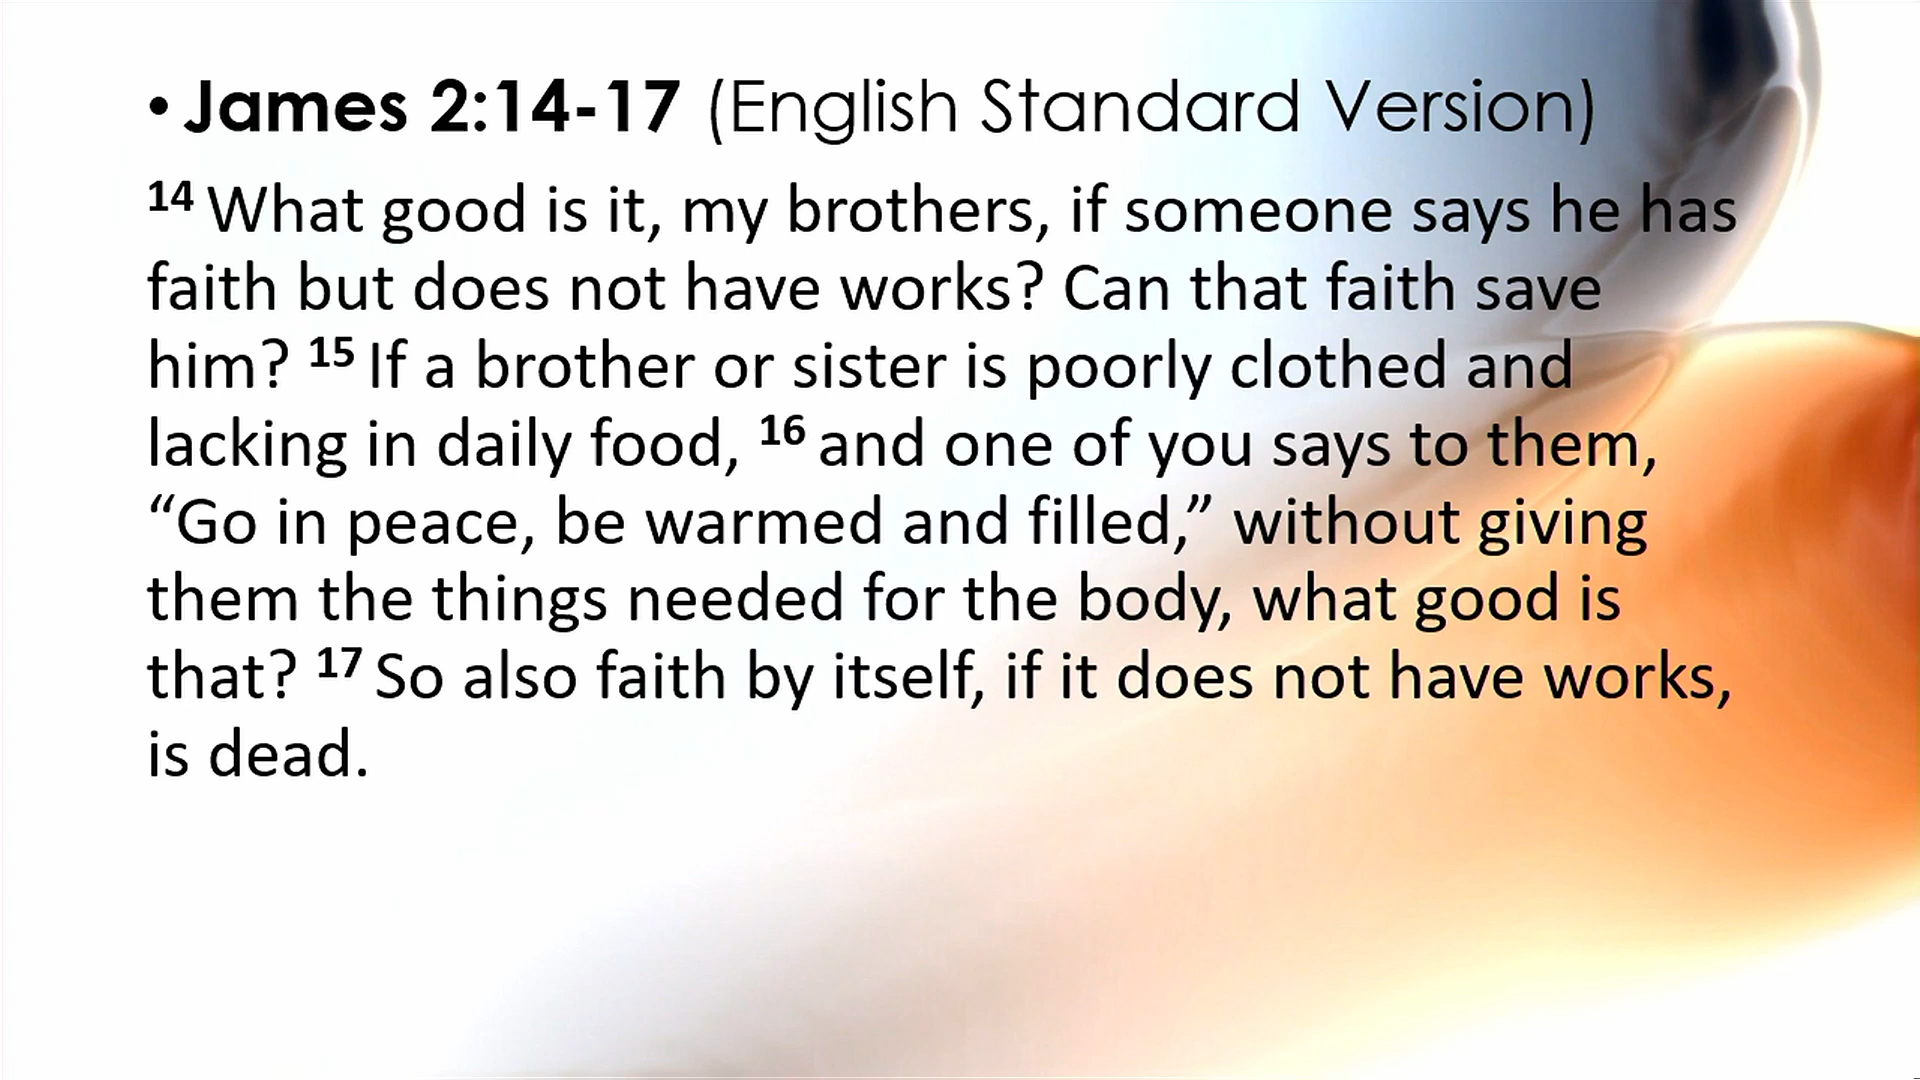 • James 2:14-17 (English Standard Version)
14 What good is it, my brothers, if someone says he has
faith but does not have works? Can that faith save
him? 15 If a brother or sister is poorly clothed and
lacking in daily food, 16 and one of you says to them,
“Go in peace, be warmed and filled,” without giving
them the things needed for the body, what good is
that? 17 So also faith by itself, if it does not have works,
is dead.